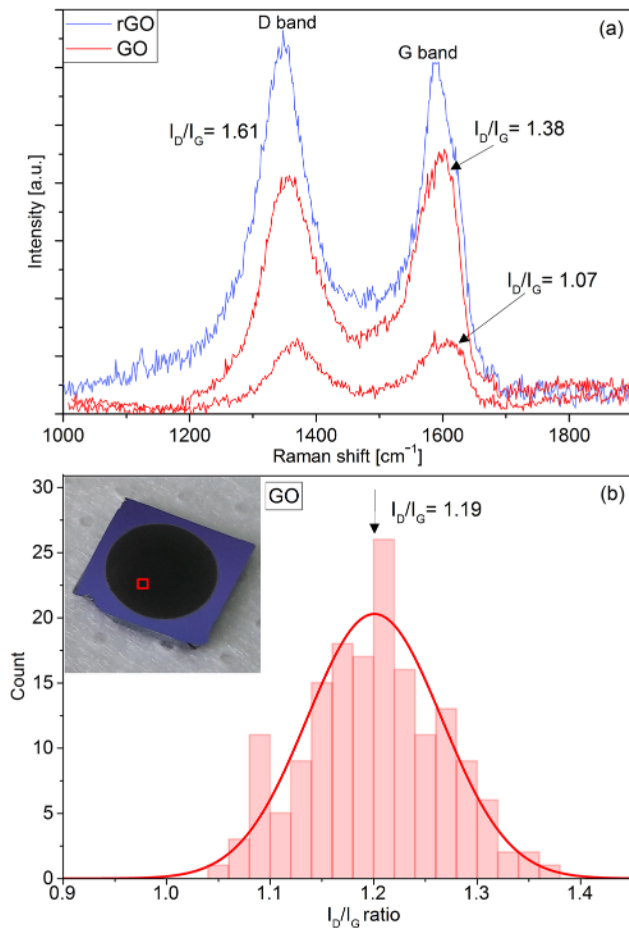 rGO
GO
D band
G band
(a)
I_D/I_G= 1.61
I_D/I_G= 1.38
I_D/I_G= 1.07
Intensity [a.u.]
1000 1200 1400 1600 1800
Raman shift [cm⁻¹]
30
25
20
15
10
5
0
GO
(b)
I_D/I_G= 1.19
Count
0.9 1.0 1.1 1.2 1.3 1.4
I_D/I_G ratio